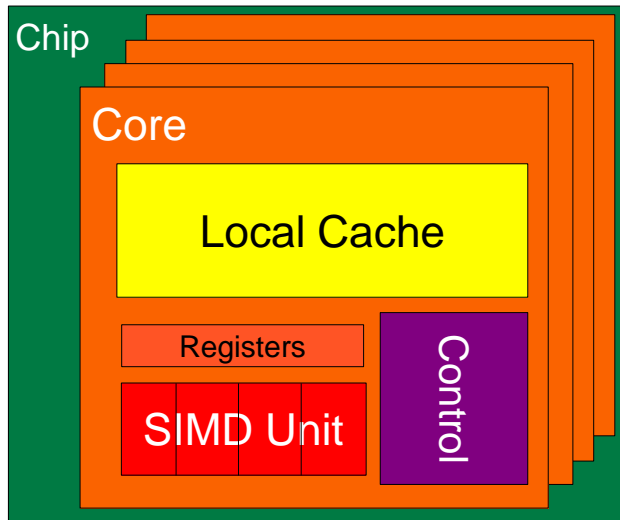 Chip
Core
Local Cache
Registers
Control
SIMD Unit